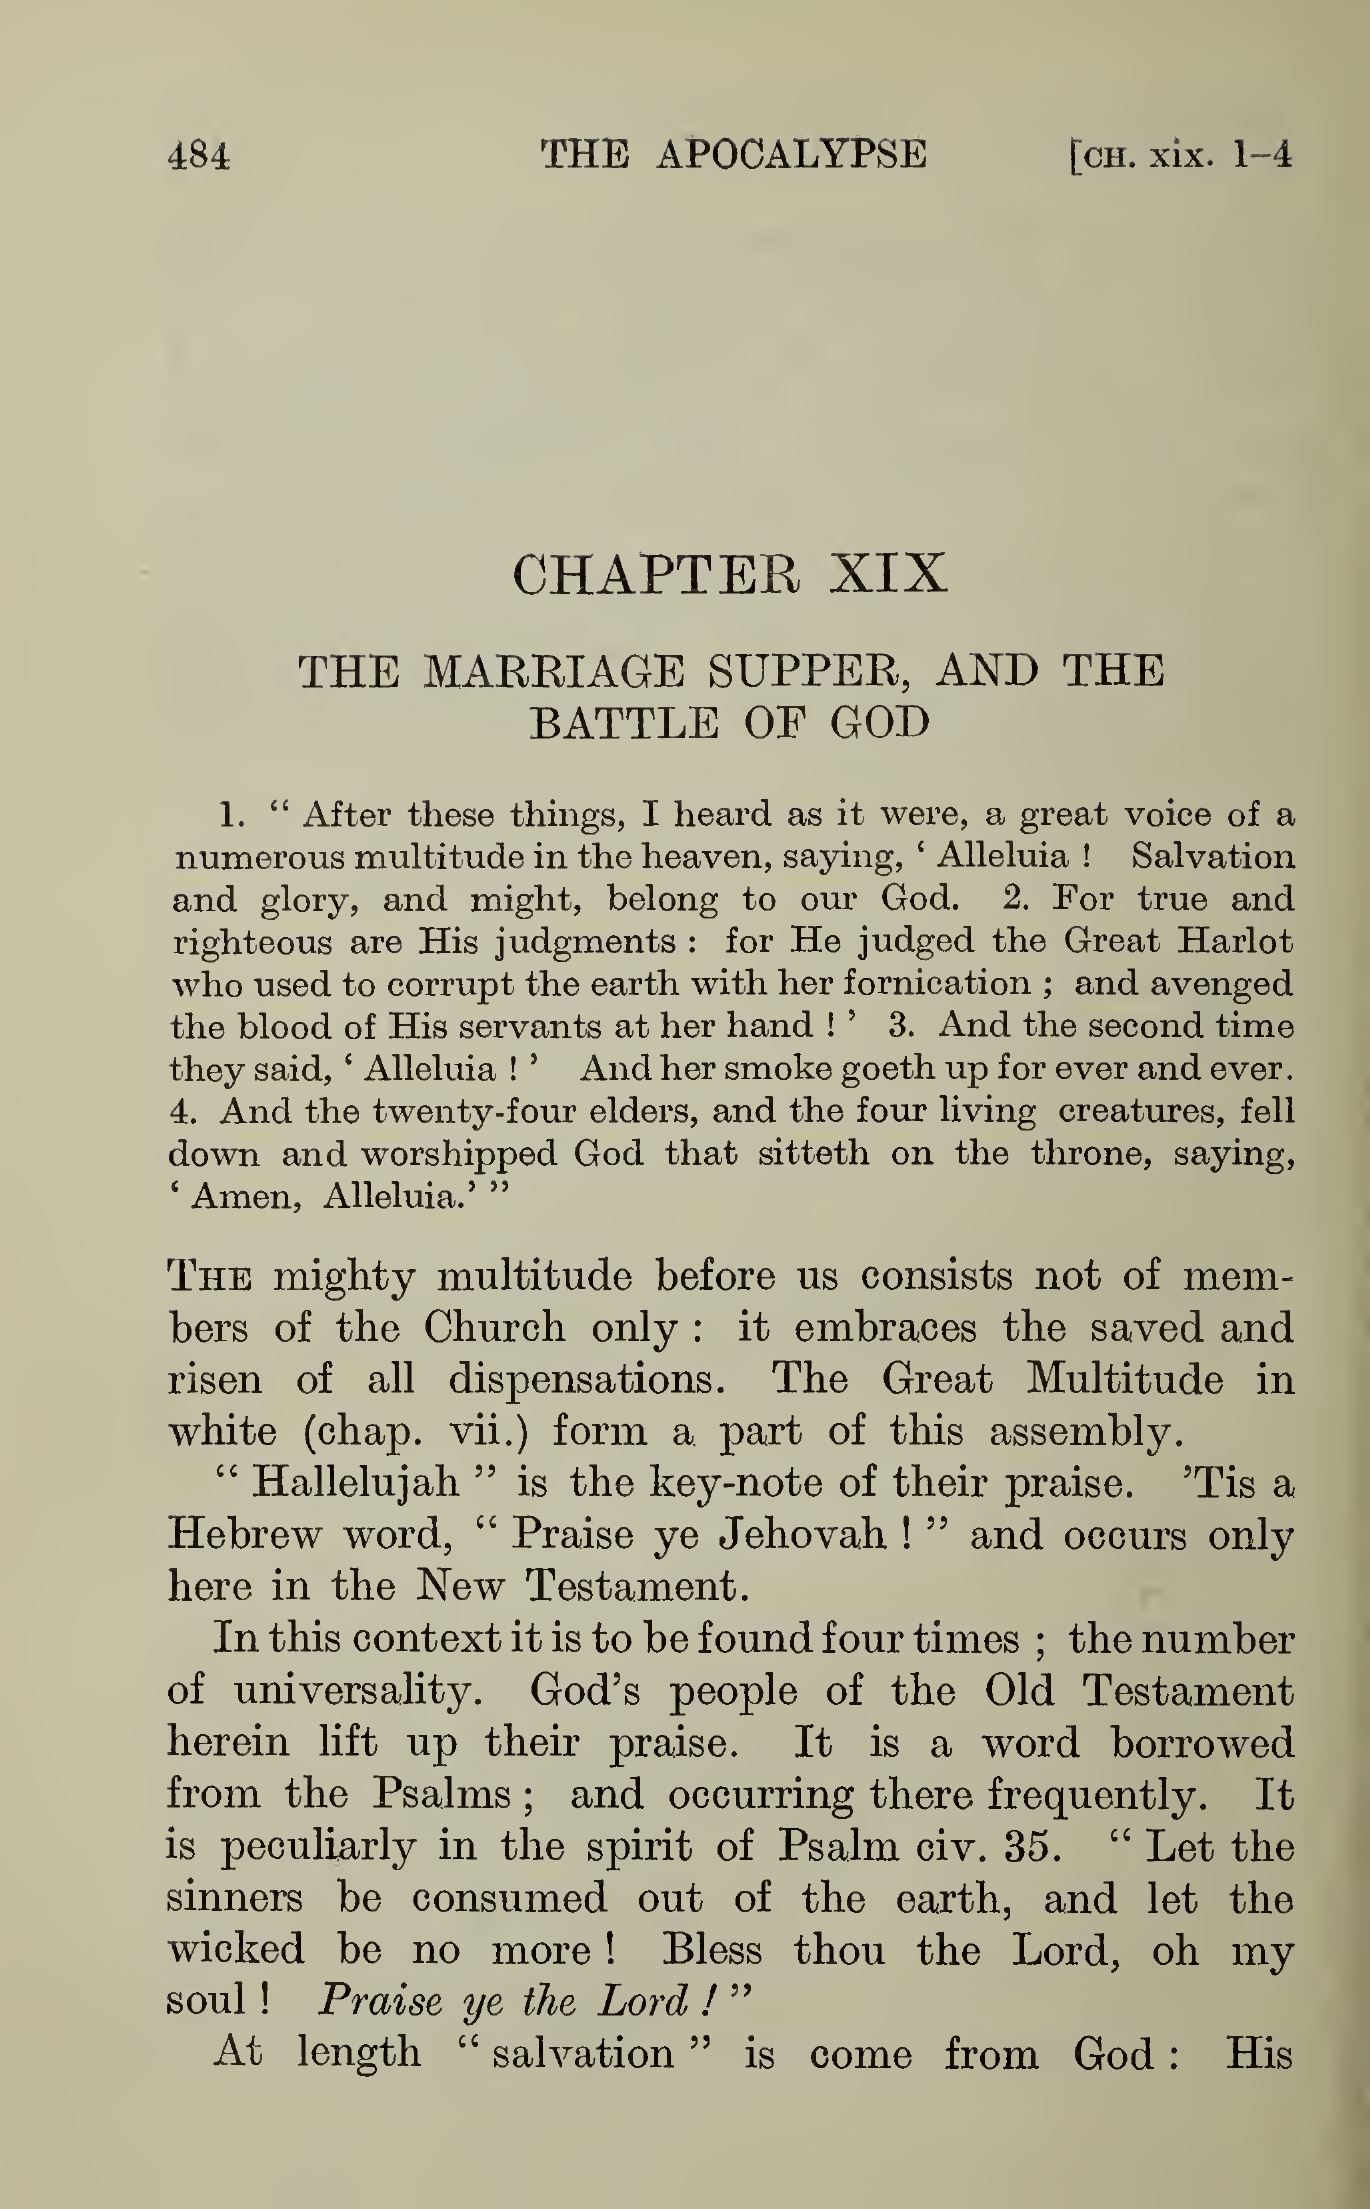 484 THE APOCALYPSE [CH. xix. 1–4
CHAPTER XIX
THE MARRIAGE SUPPER, AND THE
BATTLE OF GOD
1. “ After these things, I heard as it were, a great voice of a
numerous multitude in the heaven, saying, ‘ Alleluia ! Salvation
and glory, and might, belong to our God. 2. For true and
righteous are His judgments : for He judged the Great Harlot
who used to corrupt the earth with her fornication ; and avenged
the blood of His servants at her hand ! ’ 3. And the second time
they said, ‘ Alleluia ! ’ And her smoke goeth up for ever and ever.
4. And the twenty-four elders, and the four living creatures, fell
down and worshipped God that sitteth on the throne, saying,
‘ Amen, Alleluia.’ ”
THE mighty multitude before us consists not of mem-
bers of the Church only : it embraces the saved and
risen of all dispensations. The Great Multitude in
white (chap. vii.) form a part of this assembly.
“ Hallelujah ” is the key-note of their praise. ’Tis a
Hebrew word, “ Praise ye Jehovah ! ” and occurs only
here in the New Testament.
In this context it is to be found four times ; the number
of universality. God’s people of the Old Testament
herein lift up their praise. It is a word borrowed
from the Psalms ; and occurring there frequently. It
is peculiarly in the spirit of Psalm civ. 35. “ Let the
sinners be consumed out of the earth, and let the
wicked be no more ! Bless thou the Lord, oh my
soul ! Praise ye the Lord ! ”
At length “ salvation ” is come from God : His